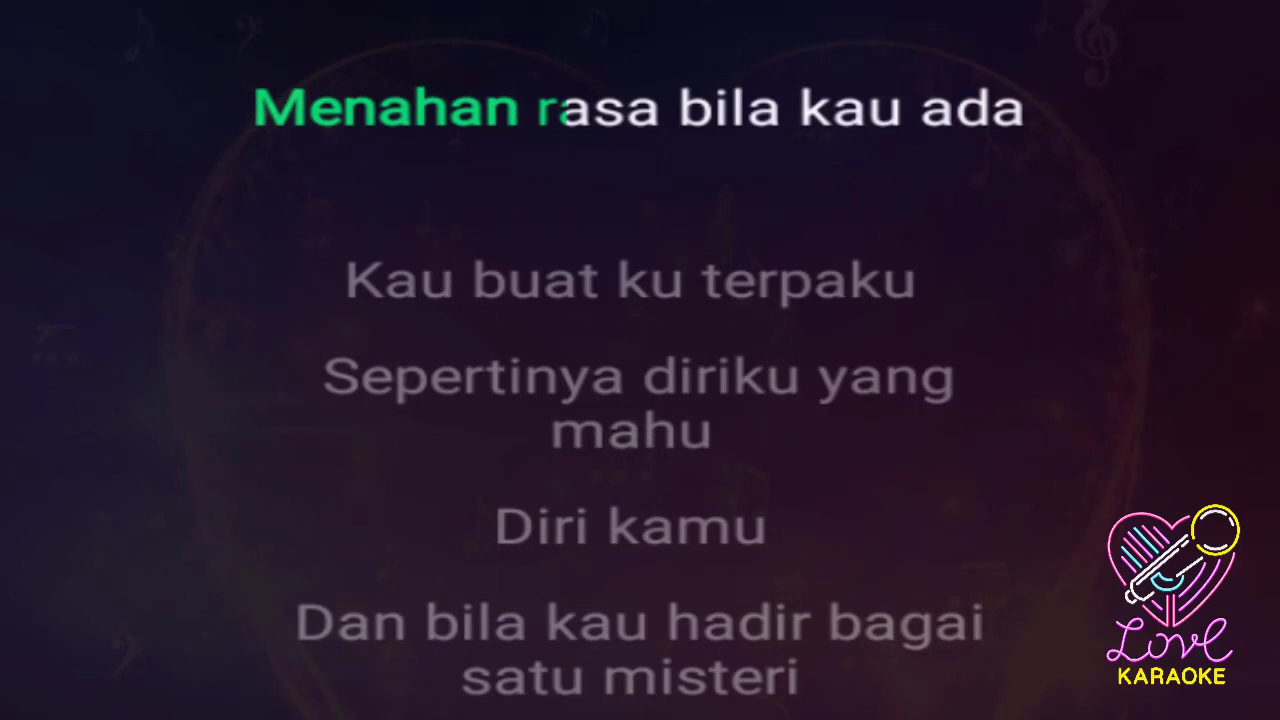 Menahan rasa bila kau ada
Kau buat ku terpaku
Sepertinya diriku yang
mahu
Diri kamu
Dan bila kau hadir bagai
satu misteri
Love
KARAOKE